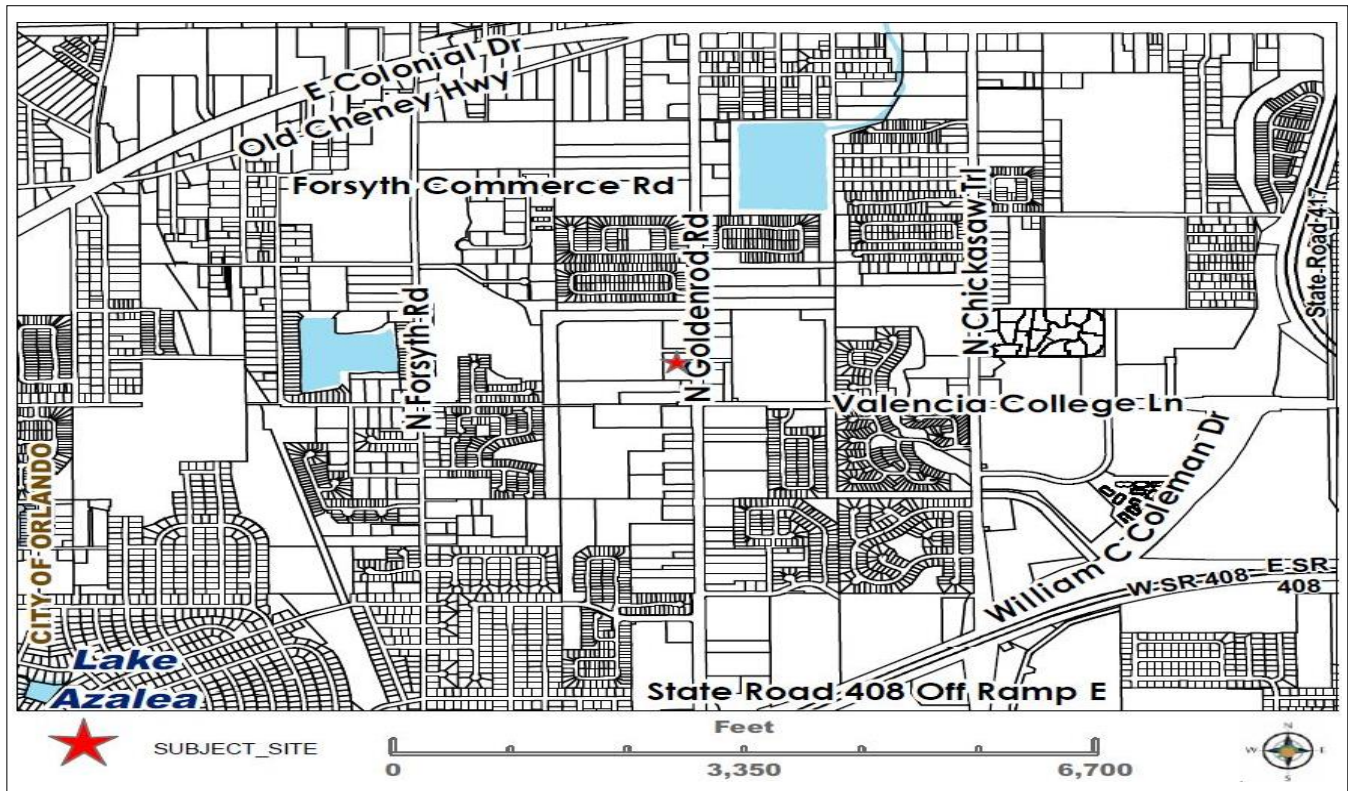 E Colonial Dr
Old Cheney Hwy
Forsyth Commerce Rd
N Goldenrod Rd
N Chickasaw Trl
State Road 417
N Forsyth Rd
Valencia College Ln
CITY OF ORLANDO
William C Coleman Dr
W SR 408
E SR
408
Lake
Azalea
State Road 408 Off Ramp E
SUBJECT_SITE
Feet
0
3,350
6,700
N
W
E
S